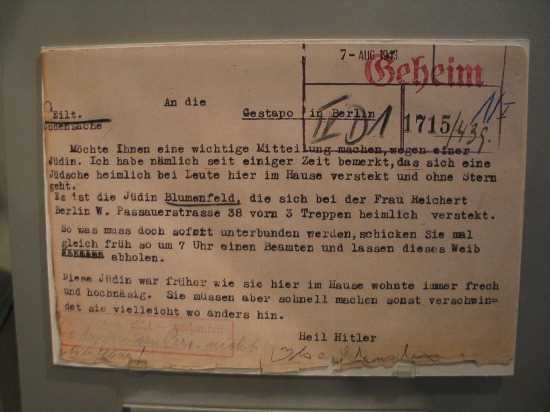 7- AUG 1943
Geheim
An die
Eilt.
Gestapo in Berlin
Judensache
II B1
1715/43g.
Möchte Ihnen eine wichtige Mitteilung machen, wegen einer
Jüdin. Ich habe nämlich seit einiger Zeit bemerkt, das sich eine
Jüdsche heimlich bei Leute hier im Hause verstekt und ohne Stern
geht.
Es ist die Jüdin Blumenfeld, die sich bei der Frau Reichert
Berlin W. Passauerstrasse 38 vorn 3 Treppen heimlich verstekt.
So was muss doch sofort unterbunden werden, schicken Sie mal
gleich früh so um 7 Uhr einen Beamten und lassen dieses Weib
abholen.
Diese Jüdin war früher wie sie hier im Hause wohnte immer frech
und hochnäsig. Sie müssen aber schnell machen sonst verschwin-
det sie vielleicht wo anders hin.
Heil Hitler